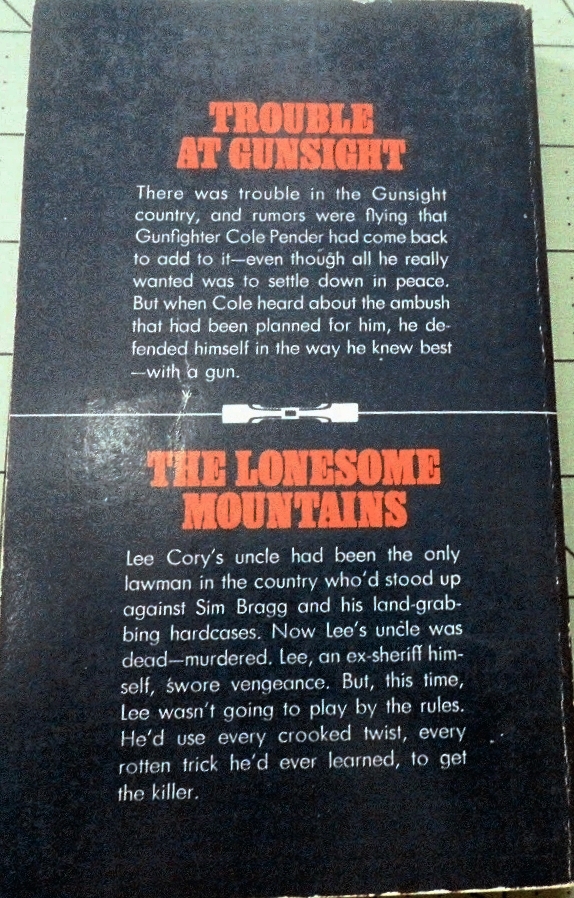 TROUBLE
AT GUNSIGHT
There was trouble in the Gunsight
country, and rumors were flying that
Gunfighter Cole Pender had come back
to add to it—even though all he really
wanted was to settle down in peace.
But when Cole heard about the ambush
that had been planned for him, he de-
fended himself in the way he knew best
—with a gun.
THE LONESOME
MOUNTAINS
Lee Cory's uncle had been the only
lawman in the country who'd stood up
against Sim Bragg and his land-grab-
bing hardcases. Now Lee's uncle was
dead—murdered. Lee, an ex-sheriff him-
self, swore vengeance. But, this time,
Lee wasn't going to play by the rules.
He'd use every crooked twist, every
rotten trick he'd ever learned, to get
the killer.